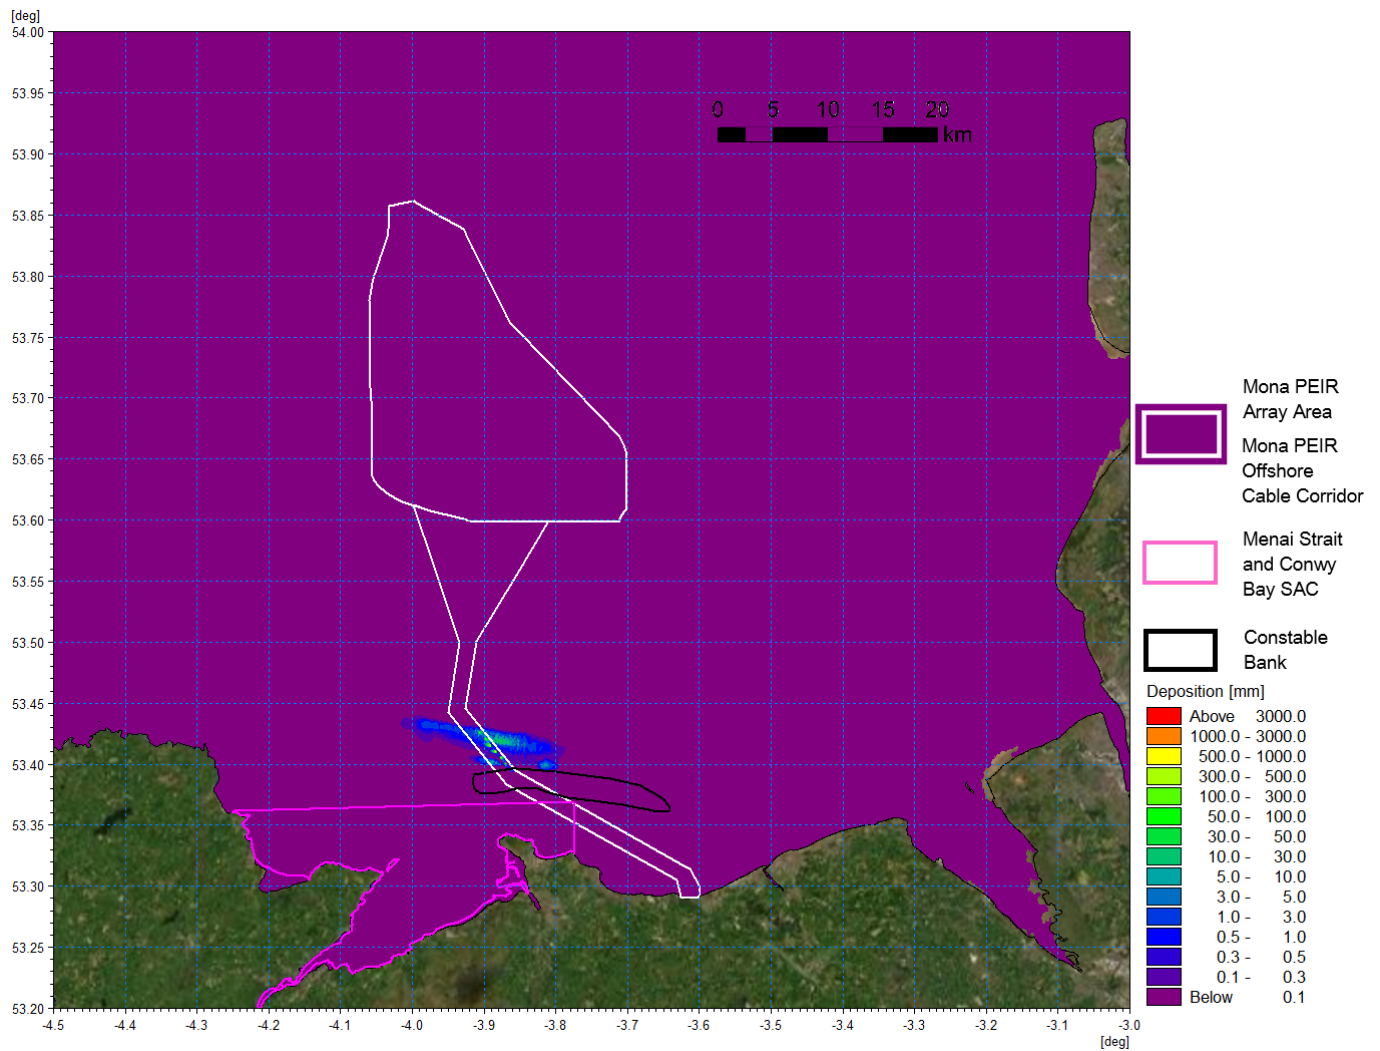 [deg]
54.00
53.95
53.90
53.85
53.80
53.75
53.70
53.65
53.60
53.55
53.50
53.45
53.40
53.35
53.30
53.25
53.20
0 5 10 15 20
km
-4.5 -4.4 -4.3 -4.2 -4.1 -4.0 -3.9 -3.8 -3.7 -3.6 -3.5 -3.4 -3.3 -3.2 -3.1 -3.0
[deg]
Mona PEIR
Array Area
Mona PEIR
Offshore
Cable Corridor
Menai Strait
and Conwy
Bay SAC
Constable
Bank
Deposition [mm]
Above 3000.0
1000.0 - 3000.0
500.0 - 1000.0
300.0 - 500.0
100.0 - 300.0
50.0 - 100.0
30.0 - 50.0
10.0 - 30.0
5.0 - 10.0
3.0 - 5.0
1.0 - 3.0
0.5 - 1.0
0.3 - 0.5
0.1 - 0.3
Below 0.1